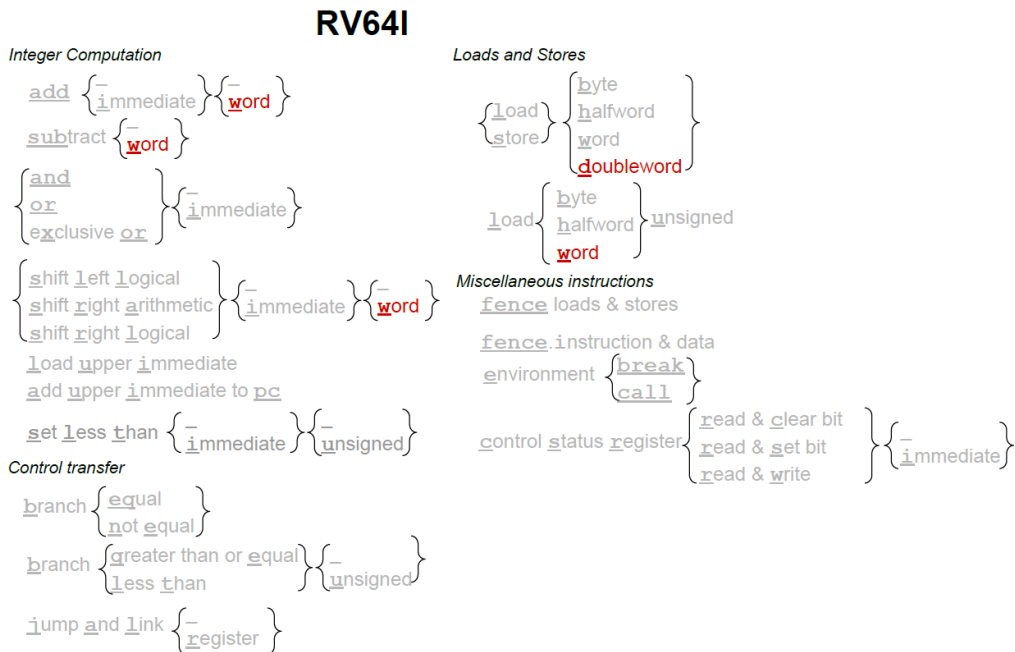 RV64I
Integer Computation
add { _ immediate } { _ word }
subtract { _ word }
{ and
or
exclusive or } { _ immediate }
{ shift left logical
shift right arithmetic
shift right logical } { _ immediate } { _ word }
load upper immediate
add upper immediate to pc
set less than { _ immediate } { _ unsigned }
Control transfer
branch { equal
not equal }
branch { greater than or equal
less than } { _ unsigned }
jump and link { _ register }
Loads and Stores
{ load
store } { byte
halfword
word
doubleword }
load { byte
halfword
word } unsigned
Miscellaneous instructions
fence loads & stores
fence.instruction & data
environment { break
call }
control status register { read & clear bit
read & set bit
read & write } { _ immediate }